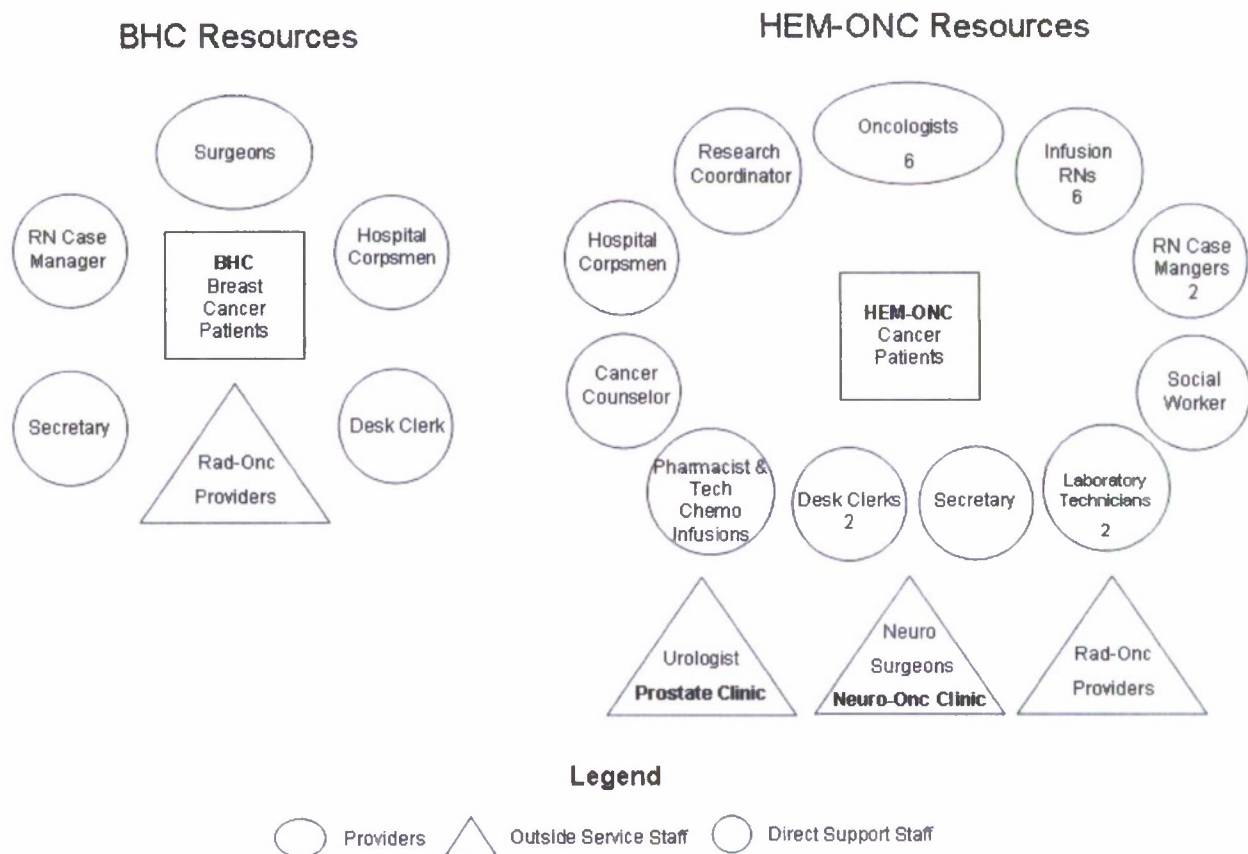 BHC Resources
Surgeons
RN Case
Manager
Hospital
Corpsmen
BHC
Breast
Cancer
Patients
Secretary
Desk Clerk
Rad-Onc
Providers
HEM-ONC Resources
Oncologists
6
Research
Coordinator
Infusion
RNs
6
Hospital
Corpsmen
RN Case
Mangers
2
HEM-ONC
Cancer
Patients
Cancer
Counselor
Social
Worker
Pharmacist &
Tech
Chemo
Infusions
Desk Clerks
2
Secretary
Laboratory
Technicians
2
Urologist
Prostate Clinic
Neuro
Surgeons
Neuro-Onc Clinic
Rad-Onc
Providers
Legend
Providers
Outside Service Staff
Direct Support Staff